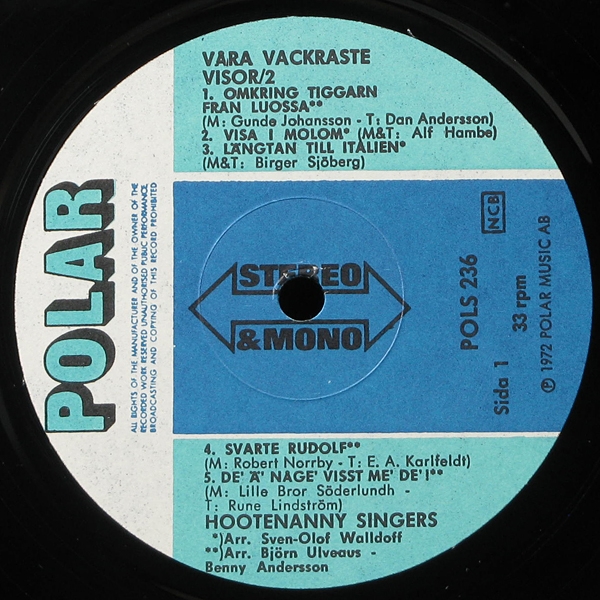 VÅRA VACKRASTE
VISOR/2
1. OMKRING TIGGARN
FRAN LUOSSA**
(M: Gunde Johansson - T: Dan Andersson)
2. VISA I MOLOM* (M&T: Alf Hambe)
3. LÄNGTAN TILL ITALIEN*
(M&T: Birger Sjöberg)
POLAR
ALL RIGHTS OF THE MANUFACTURER AND OF THE OWNER OF THE
RECORDED WORK RESERVED UNAUTHORISED PUBLIC PERFORMANCE
BROADCASTING AND COPYING OF THIS RECORD PROHIBITED
STEREO
&MONO
NCB
POLS 236
Sida 1
33 rpm
Ⓟ 1972 POLAR MUSIC AB
4. SVARTE RUDOLF**
(M: Robert Norrby - T: E. A. Karlfeldt)
5. DE' Ä' NAGE' VISST ME' DE'!**
(M: Lille Bror Söderlundh -
T: Rune Lindström)
HOOTENANNY SINGERS
*)Arr. Sven-Olof Walldoff
**)Arr. Björn Ulveaus -
Benny Andersson